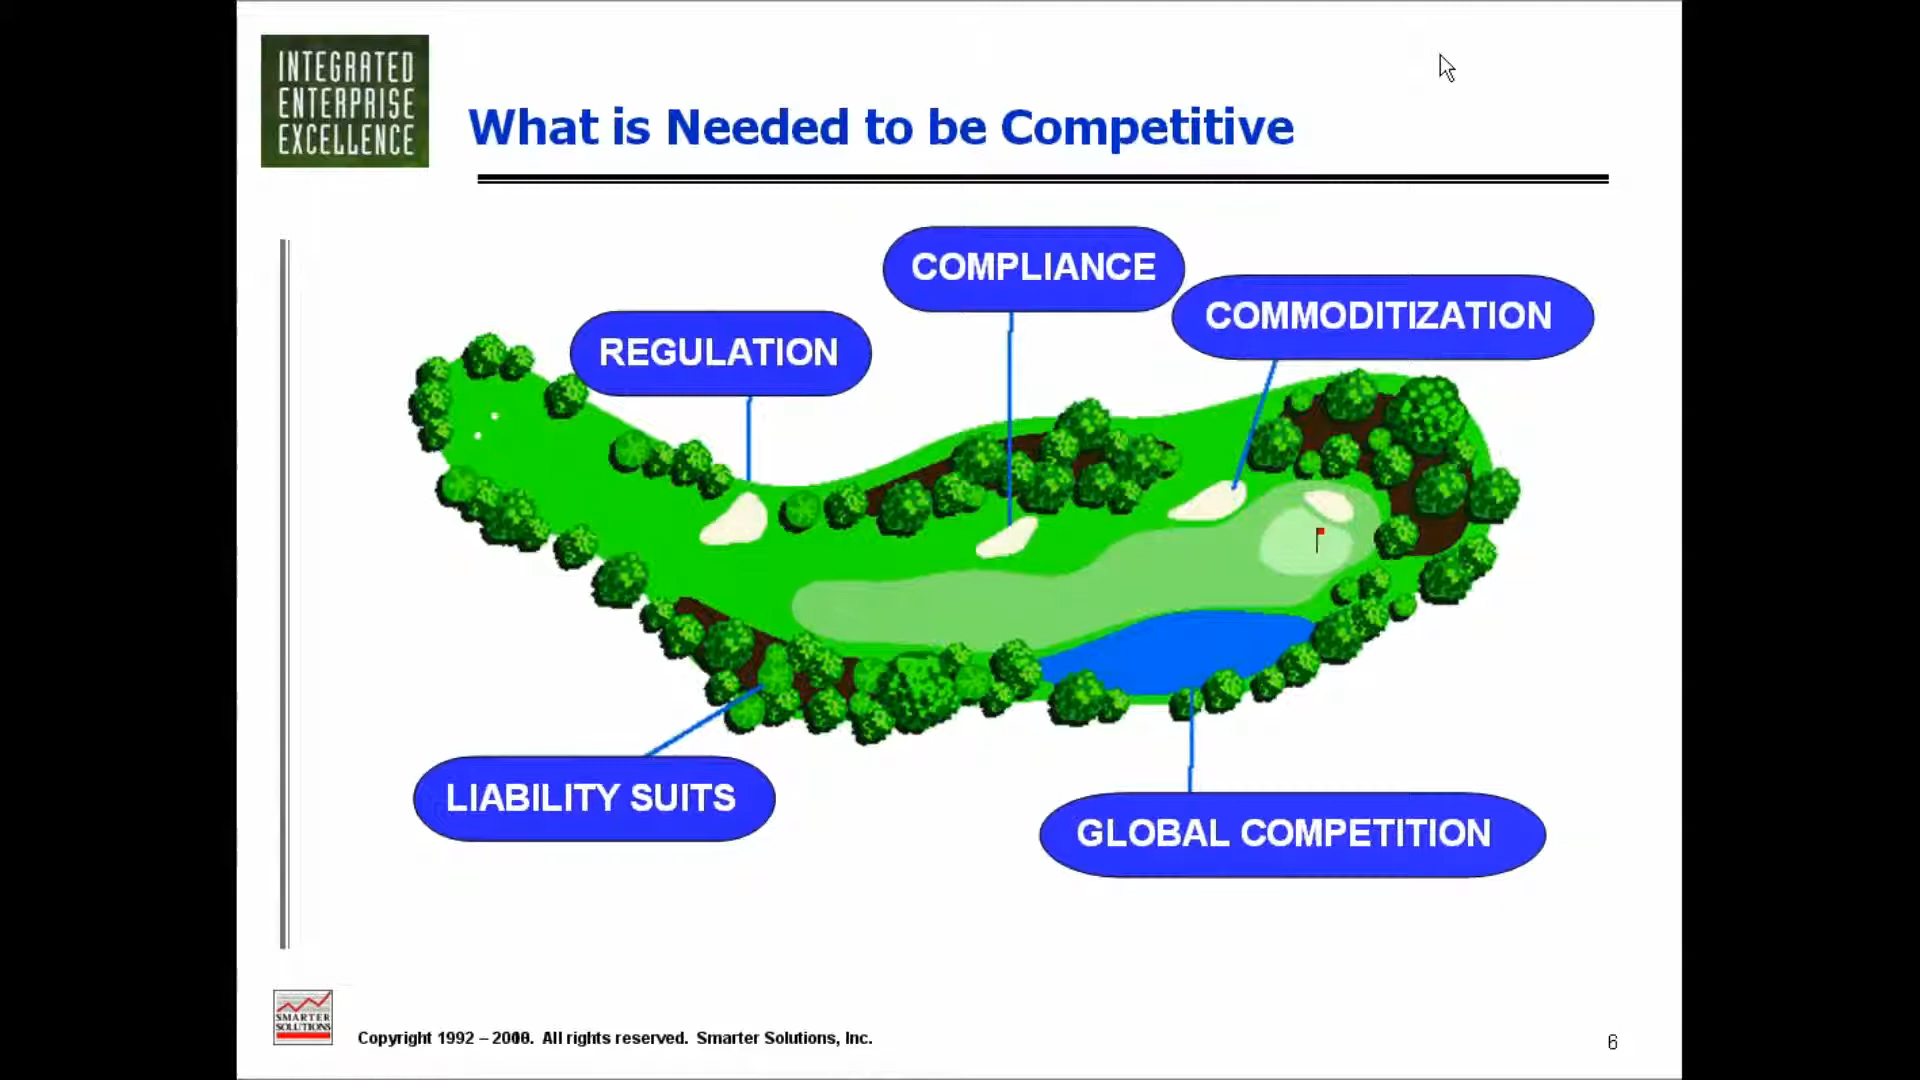 INTEGRATED
ENTERPRISE
EXCELLENCE
What is Needed to be Competitive
COMPLIANCE
COMMODITIZATION
REGULATION
LIABILITY SUITS
GLOBAL COMPETITION
SMARTER
SOLUTIONS
Copyright 1992 – All rights reserved. Smarter Solutions, Inc.
6